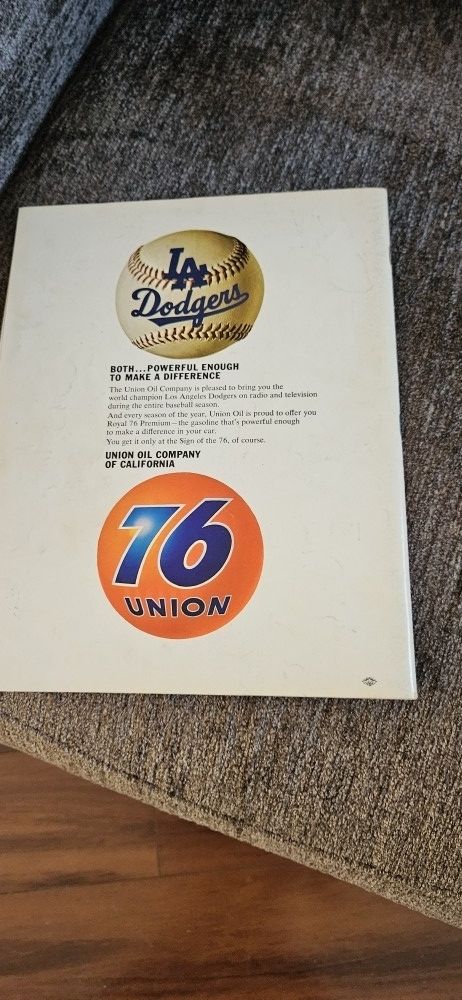 LA
Dodgers
BOTH...POWERFUL ENOUGH
TO MAKE A DIFFERENCE
The Union Oil Company is pleased to bring you the
world champion Los Angeles Dodgers on radio and television
during the entire baseball season.
And every season of the year, Union Oil is proud to offer you
Royal 76 Premium—the gasoline that's powerful enough
to make a difference in your car.
You get it only at the Sign of the 76, of course.
UNION OIL COMPANY
OF CALIFORNIA
76
UNION